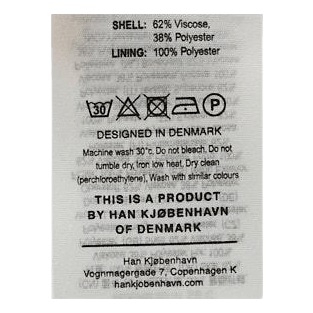 SHELL: 62% Viscose,
38% Polyester
LINING: 100% Polyester
30 P
DESIGNED IN DENMARK
Machine wash 30°c. Do not bleach. Do not
tumble dry, Iron low heat, Dry clean
(perchloroethylene), Wash with similar colours
THIS IS A PRODUCT
BY HAN KJØBENHAVN
OF DENMARK
Han Kjøbenhavn
Vognmagergade 7, Copenhagen K
hankjobenhavn.com